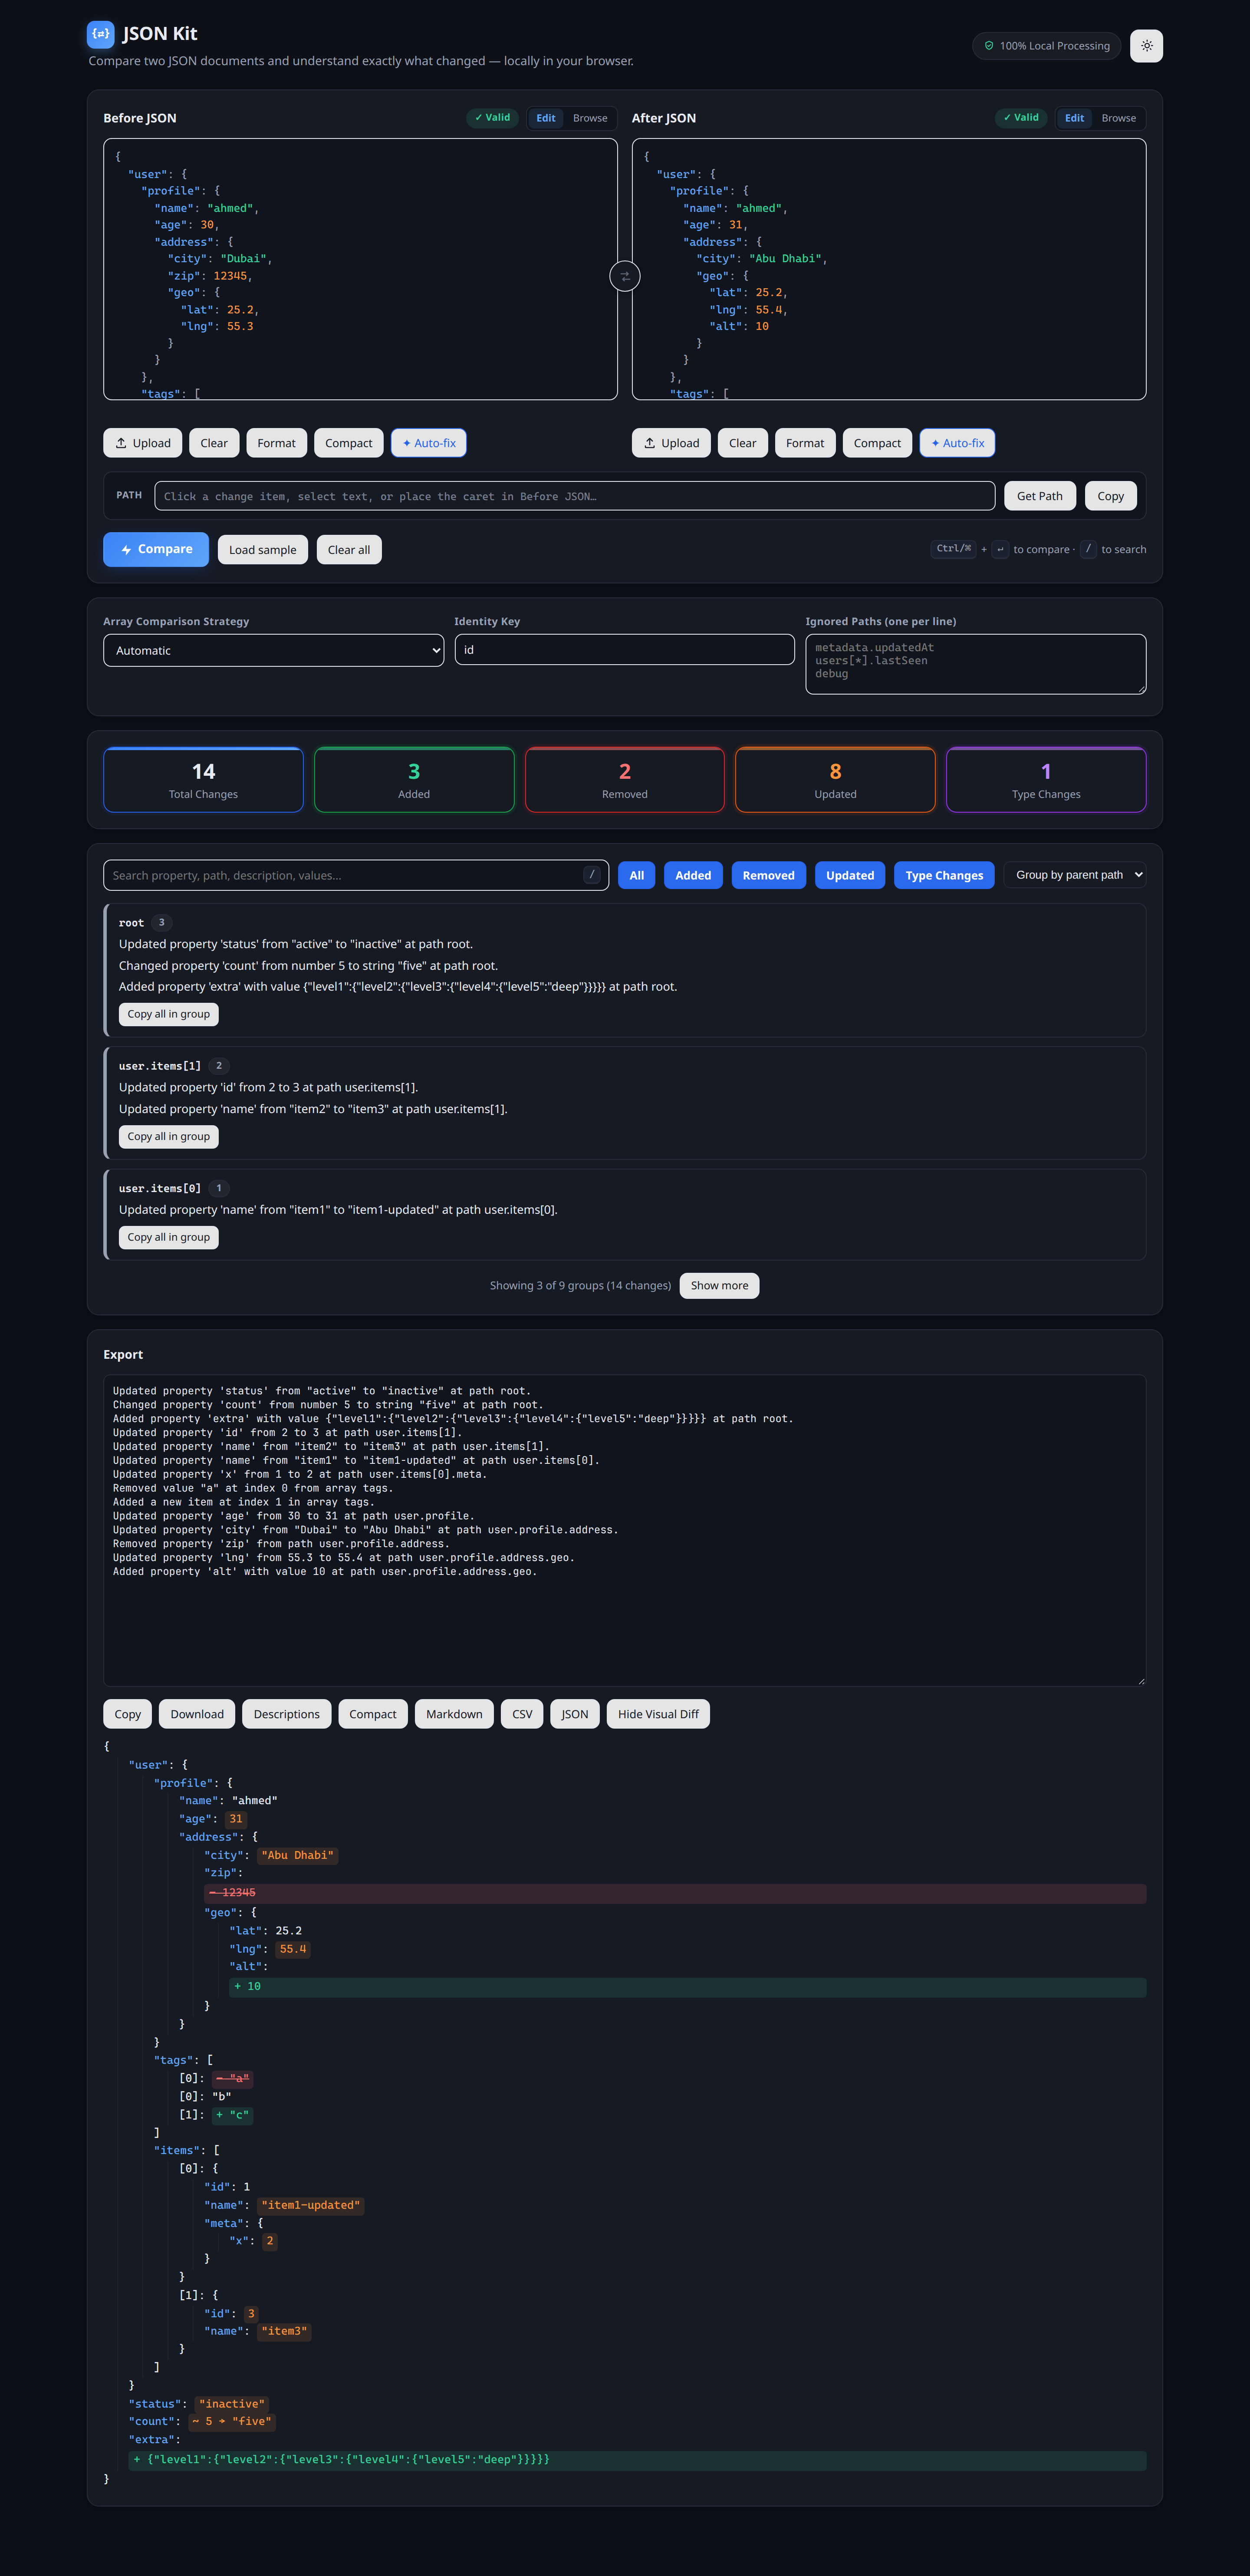 {⇄} JSON Kit
Compare two JSON documents and understand exactly what changed — locally in your browser.
100% Local Processing
Before JSON
✓ Valid
Edit Browse
{
"user": {
"profile": {
"name": "ahmed",
"age": 30,
"address": {
"city": "Dubai",
"zip": 12345,
"geo": {
"lat": 25.2,
"lng": 55.3
}
}
},
"tags": [
Upload Clear Format Compact ✦ Auto-fix
After JSON
✓ Valid
Edit Browse
{
"user": {
"profile": {
"name": "ahmed",
"age": 31,
"address": {
"city": "Abu Dhabi",
"geo": {
"lat": 25.2,
"lng": 55.4,
"alt": 10
}
}
},
"tags": [
Upload Clear Format Compact ✦ Auto-fix
PATH Click a change item, select text, or place the caret in Before JSON… Get Path Copy
Compare Load sample Clear all Ctrl/⌘ + ↵ to compare · / to search
Array Comparison Strategy
Automatic
Identity Key
id
Ignored Paths (one per line)
metadata.updatedAt
users[*].lastSeen
debug
14
Total Changes
3
Added
2
Removed
8
Updated
1
Type Changes
Search property, path, description, values... / All Added Removed Updated Type Changes Group by parent path
root 3
Updated property 'status' from "active" to "inactive" at path root.
Changed property 'count' from number 5 to string "five" at path root.
Added property 'extra' with value {"level1":{"level2":{"level3":{"level4":{"level5":"deep"}}}}} at path root.
Copy all in group
user.items[1] 2
Updated property 'id' from 2 to 3 at path user.items[1].
Updated property 'name' from "item2" to "item3" at path user.items[1].
Copy all in group
user.items[0] 1
Updated property 'name' from "item1" to "item1-updated" at path user.items[0].
Copy all in group
Showing 3 of 9 groups (14 changes) Show more
Export
Updated property 'status' from "active" to "inactive" at path root.
Changed property 'count' from number 5 to string "five" at path root.
Added property 'extra' with value {"level1":{"level2":{"level3":{"level4":{"level5":"deep"}}}}} at path root.
Updated property 'id' from 2 to 3 at path user.items[1].
Updated property 'name' from "item2" to "item3" at path user.items[1].
Updated property 'name' from "item1" to "item1-updated" at path user.items[0].
Updated property 'x' from 1 to 2 at path user.items[0].meta.
Removed value "a" at index 0 from array tags.
Added a new item at index 1 in array tags.
Updated property 'age' from 30 to 31 at path user.profile.
Updated property 'city' from "Dubai" to "Abu Dhabi" at path user.profile.address.
Removed property 'zip' from path user.profile.address.
Updated property 'lng' from 55.3 to 55.4 at path user.profile.address.geo.
Added property 'alt' with value 10 at path user.profile.address.geo.
Copy Download Descriptions Compact Markdown CSV JSON Hide Visual Diff
{
"user": {
"profile": {
"name": "ahmed"
"age": 31
"address": {
"city": "Abu Dhabi"
"zip":
− 12345
"geo": {
"lat": 25.2
"lng": 55.4
"alt":
+ 10
}
}
}
"tags": [
[0]: − "a"
[0]: "b"
[1]: + "c"
]
"items": [
[0]: {
"id": 1
"name": "item1-updated"
"meta": {
"x": 2
}
}
[1]: {
"id": 3
"name": "item3"
}
]
}
"status": "inactive"
"count": ~ 5 → "five"
"extra":
+ {"level1":{"level2":{"level3":{"level4":{"level5":"deep"}}}}}
}